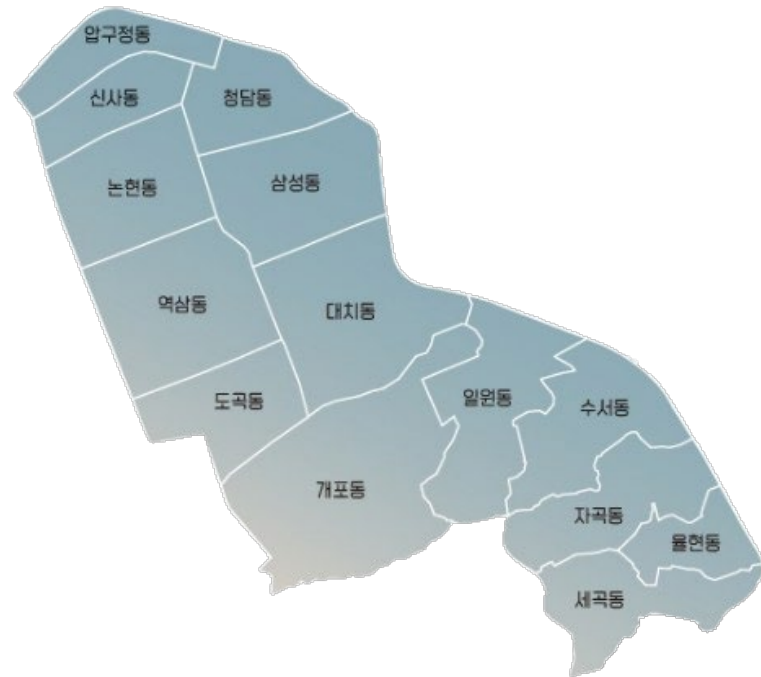 압구정동
신사동
청담동
논현동
삼성동
역삼동
대치동
도곡동
일원동
수서동
개포동
자곡동
율현동
세곡동